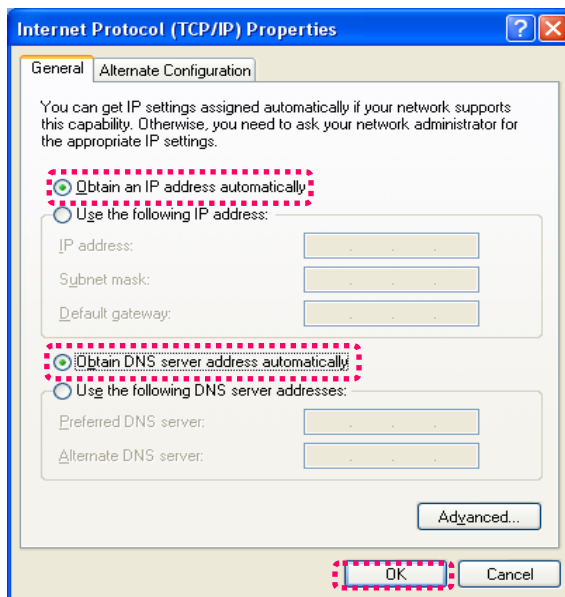 Internet Protocol (TCP/IP) Properties
General
Alternate Configuration
You can get IP settings assigned automatically if your network supports
this capability. Otherwise, you need to ask your network administrator for
the appropriate IP settings.
Obtain an IP address automatically
Use the following IP address:
IP address:
Subnet mask:
Default gateway:
Obtain DNS server address automatically
Use the following DNS server addresses:
Preferred DNS server:
Alternate DNS server:
Advanced...
OK
Cancel